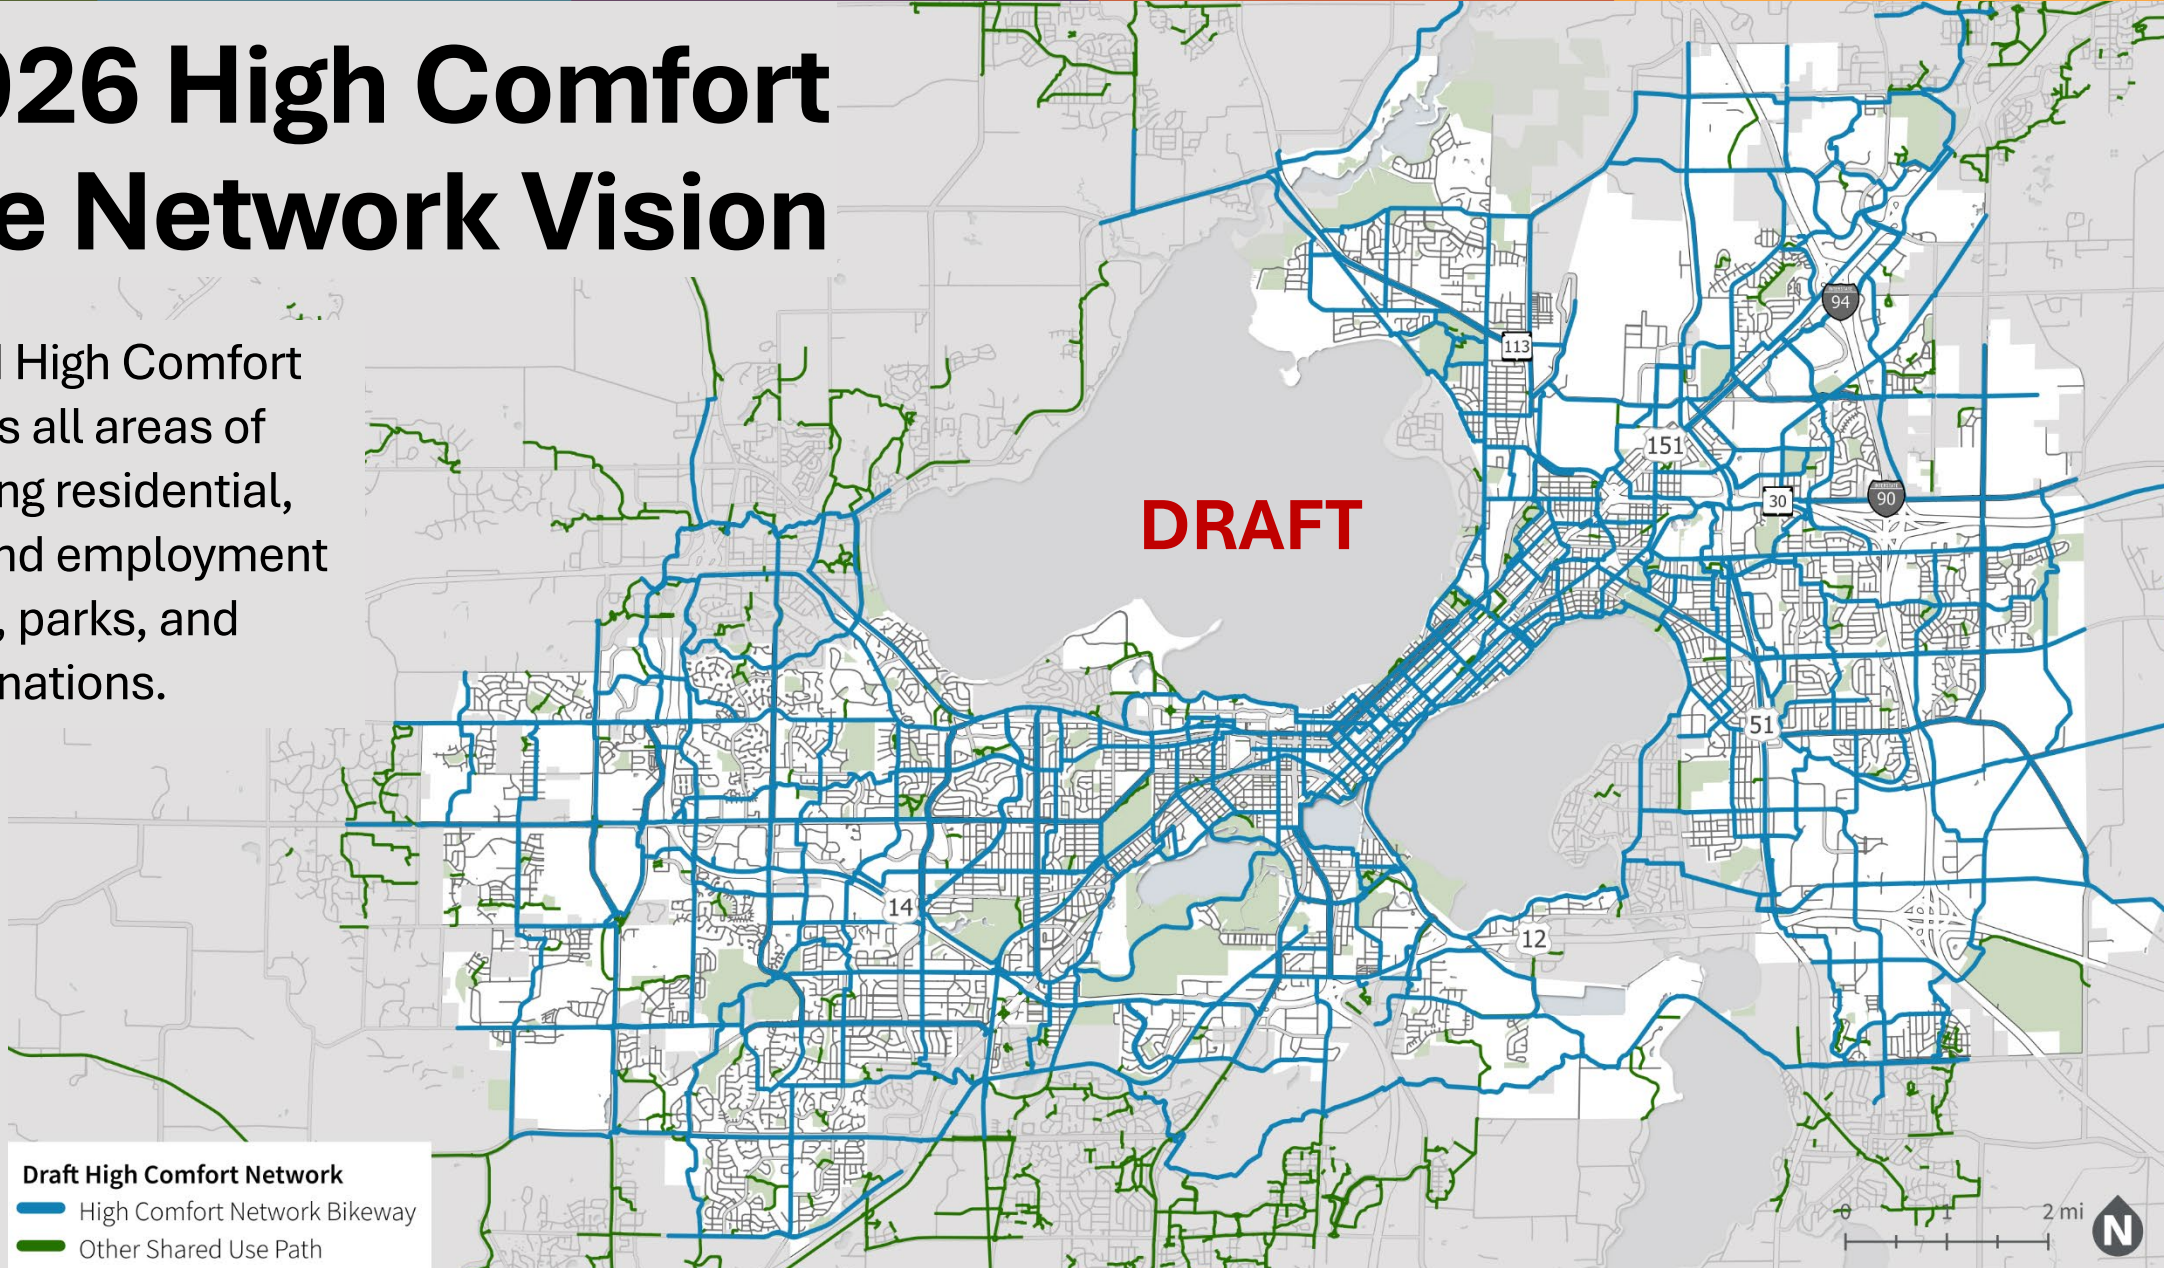 026 High Comfort
e Network Vision
l High Comfort
s all areas of
ng residential,
nd employment
, parks, and
nations.
DRAFT
94
113
151
30
90
51
14
12
Draft High Comfort Network
High Comfort Network Bikeway
Other Shared Use Path
0 1 2 mi
N